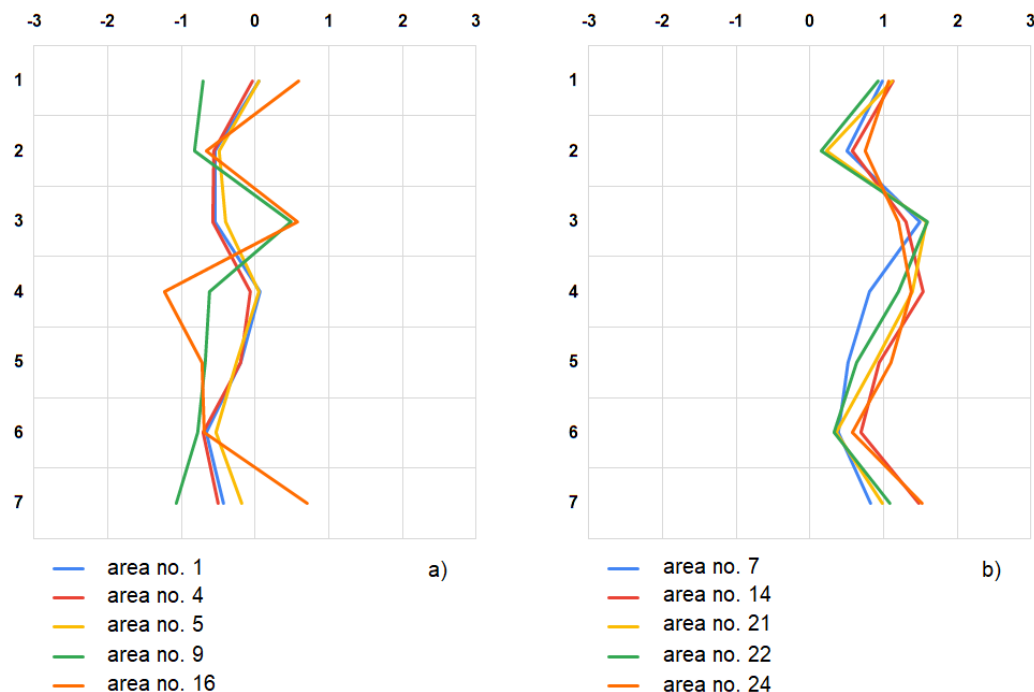 -3 -2 -1 0 1 2 3
1
2
3
4
5
6
7
area no. 1
area no. 4
area no. 5
area no. 9
area no. 16
a)
-3 -2 -1 0 1 2 3
1
2
3
4
5
6
7
area no. 7
area no. 14
area no. 21
area no. 22
area no. 24
b)